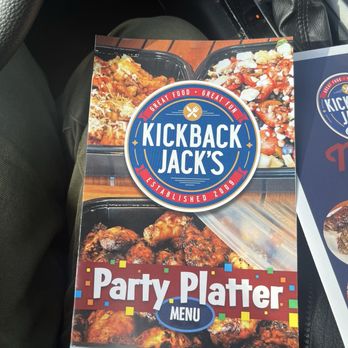 GREAT FOOD • GREAT FUN
KICKBACK
JACK'S
ESTABLISHED 2009
Party Platter
MENU